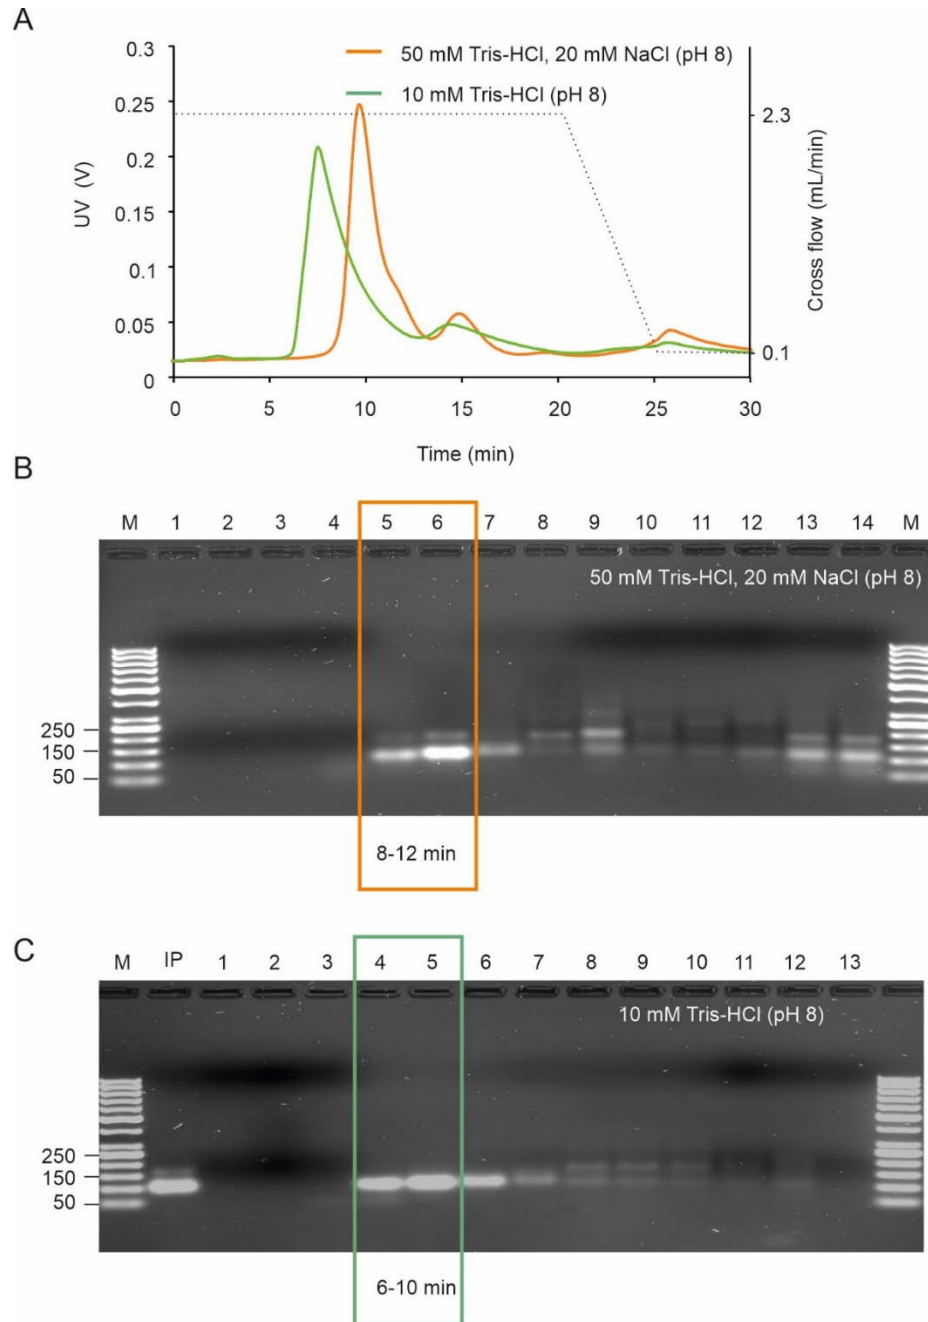 A
50 mM Tris-HCl, 20 mM NaCl (pH 8)
10 mM Tris-HCl (pH 8)
0.3
0.25
0.2
0.15
0.1
0.05
0
UV (V)
2.3
0.1
Cross flow (mL/min)
0 5 10 15 20 25 30
Time (min)
B
M 1 2 3 4 5 6 7 8 9 10 11 12 13 14 M
50 mM Tris-HCl, 20 mM NaCl (pH 8)
250
150
50
8-12 min
C
M IP 1 2 3 4 5 6 7 8 9 10 11 12 13
10 mM Tris-HCl (pH 8)
250
150
50
6-10 min